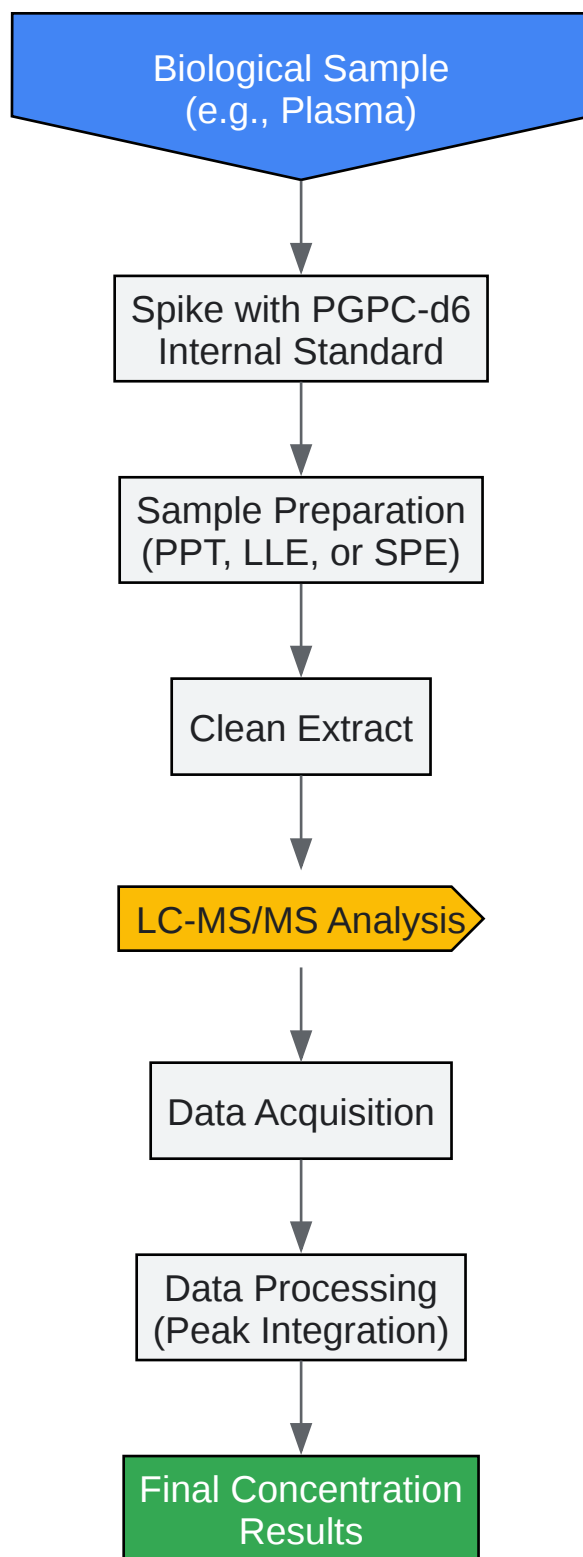 Biological Sample
(e.g., Plasma)
Spike with PGPC-d6
Internal Standard
Sample Preparation
(PPT, LLE, or SPE)
Clean Extract
LC-MS/MS Analysis
Data Acquisition
Data Processing
(Peak Integration)
Final Concentration
Results